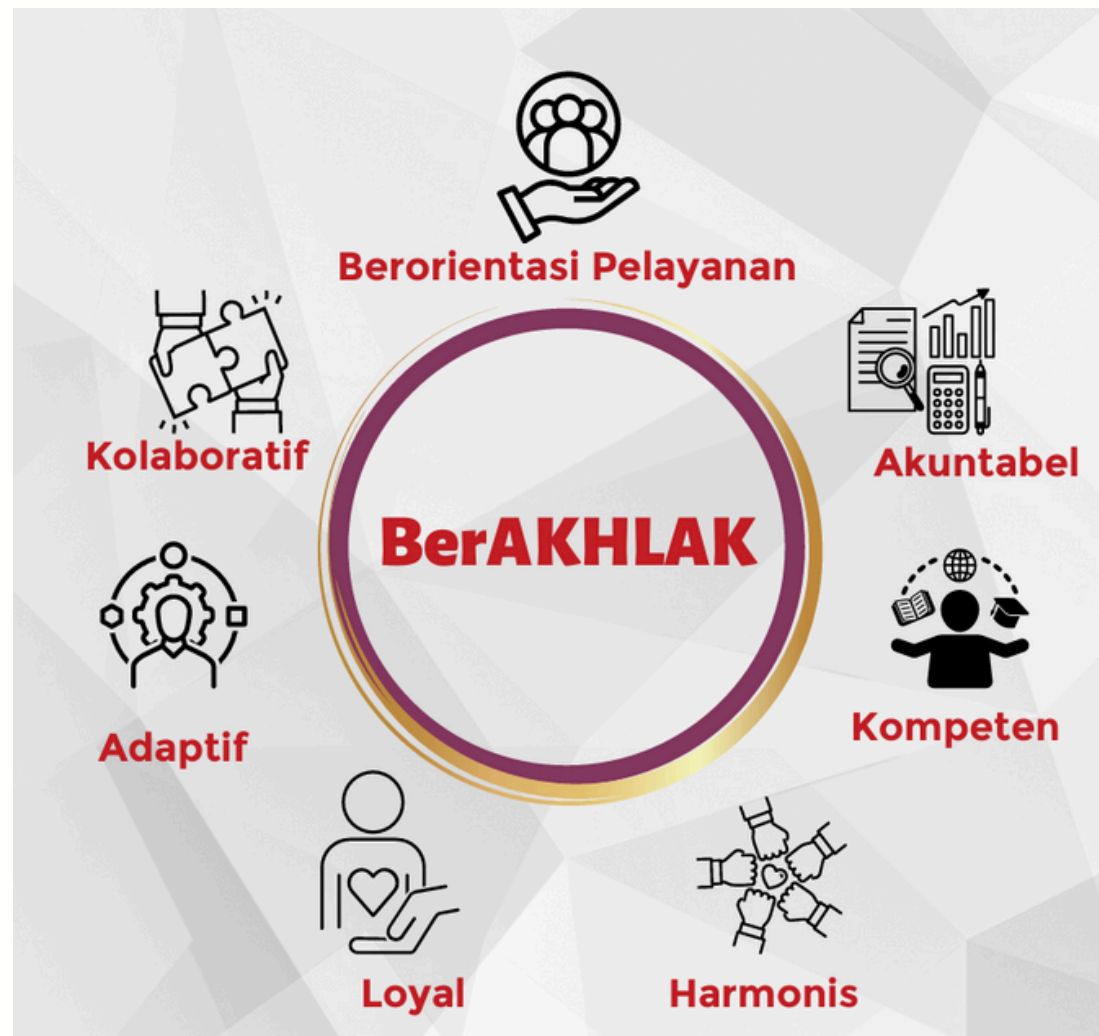 Berorientasi Pelayanan
Kolaboratif
Akuntabel
BerAKHLAK
Adaptif
Kompeten
Loyal
Harmonis